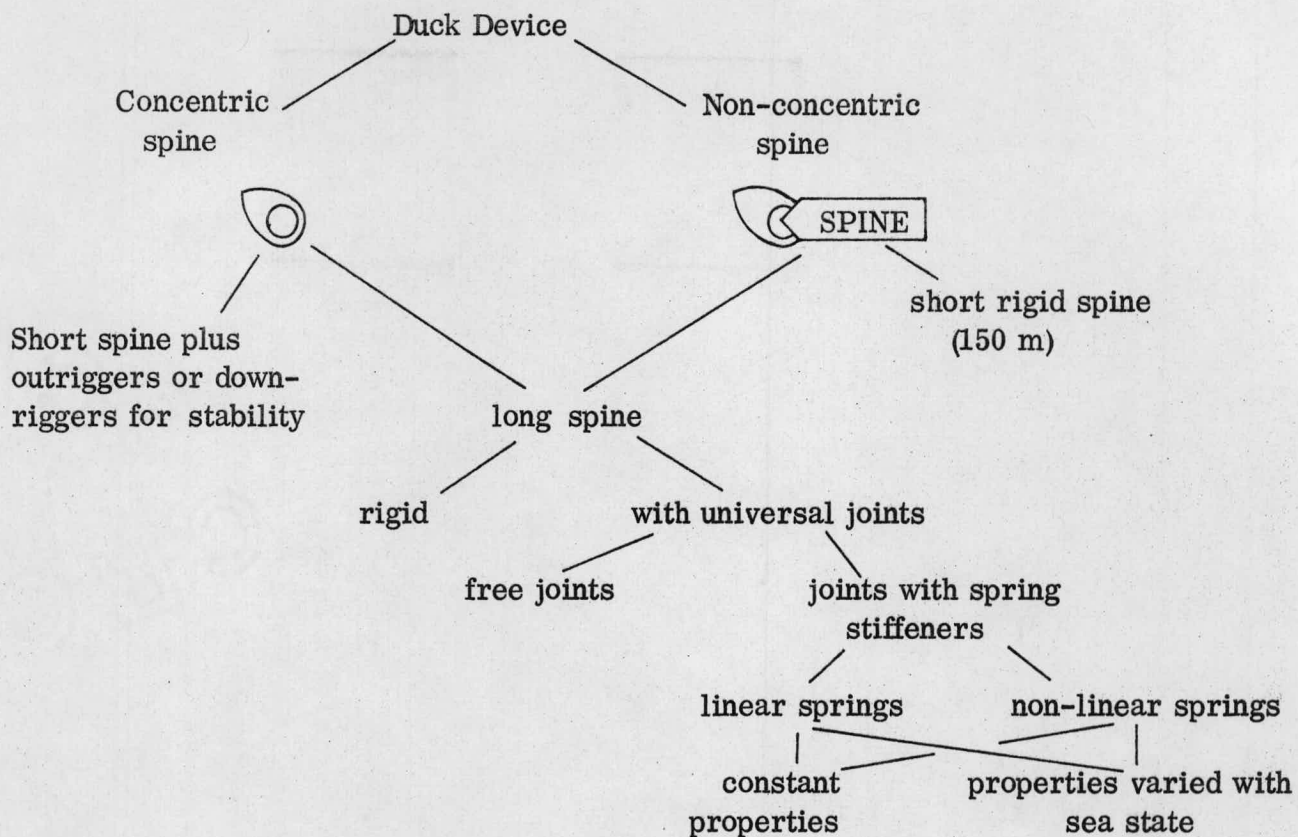 Duck Device
Concentric
spine
Non-concentric
spine
SPINE
short rigid spine
(150 m)
Short spine plus
outriggers or down-
riggers for stability
long spine
rigid
with universal joints
free joints
joints with spring
stiffeners
linear springs
non-linear springs
constant
properties
properties varied with
sea state